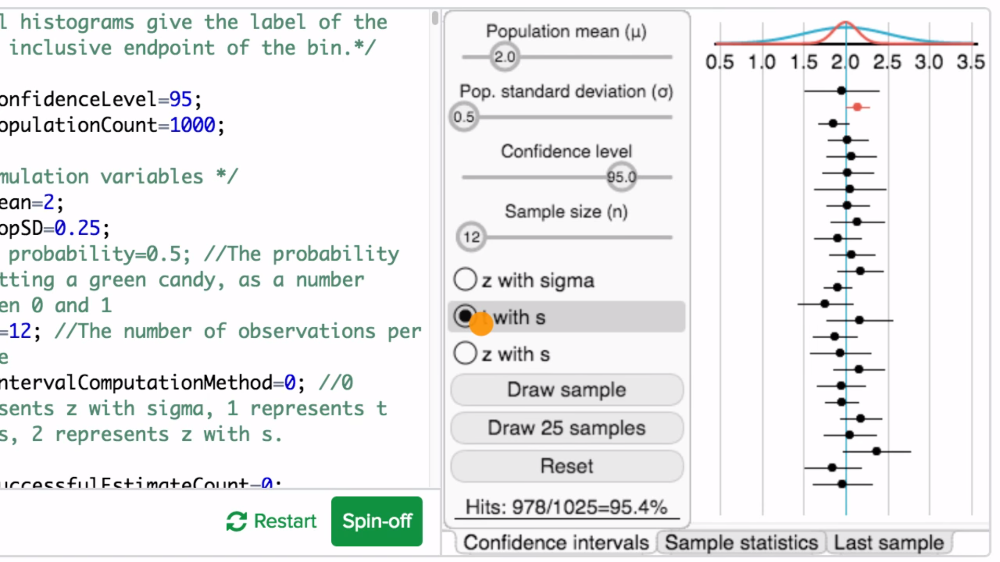 l histograms give the label of the
inclusive endpoint of the bin.*/
onfidenceLevel=95;
opulationCount=1000;
mulation variables */
ean=2;
opSD=0.25;
probability=0.5; //The probability
tting a green candy, as a number
en 0 and 1
=12; //The number of observations per
e
ntervalComputationMethod=0; //0
sents z with sigma, 1 represents t
s, 2 represents z with s.
uccessfulEstimateCount=0;
Restart
Spin-off
Population mean (μ)
2.0
Pop. standard deviation (σ)
0.5
Confidence level
95.0
Sample size (n)
12
z with sigma
t with s
z with s
Draw sample
Draw 25 samples
Reset
Hits: 978/1025=95.4%
Confidence intervals
Sample statistics
Last sample
0.5 1.0 1.5 2.0 2.5 3.0 3.5